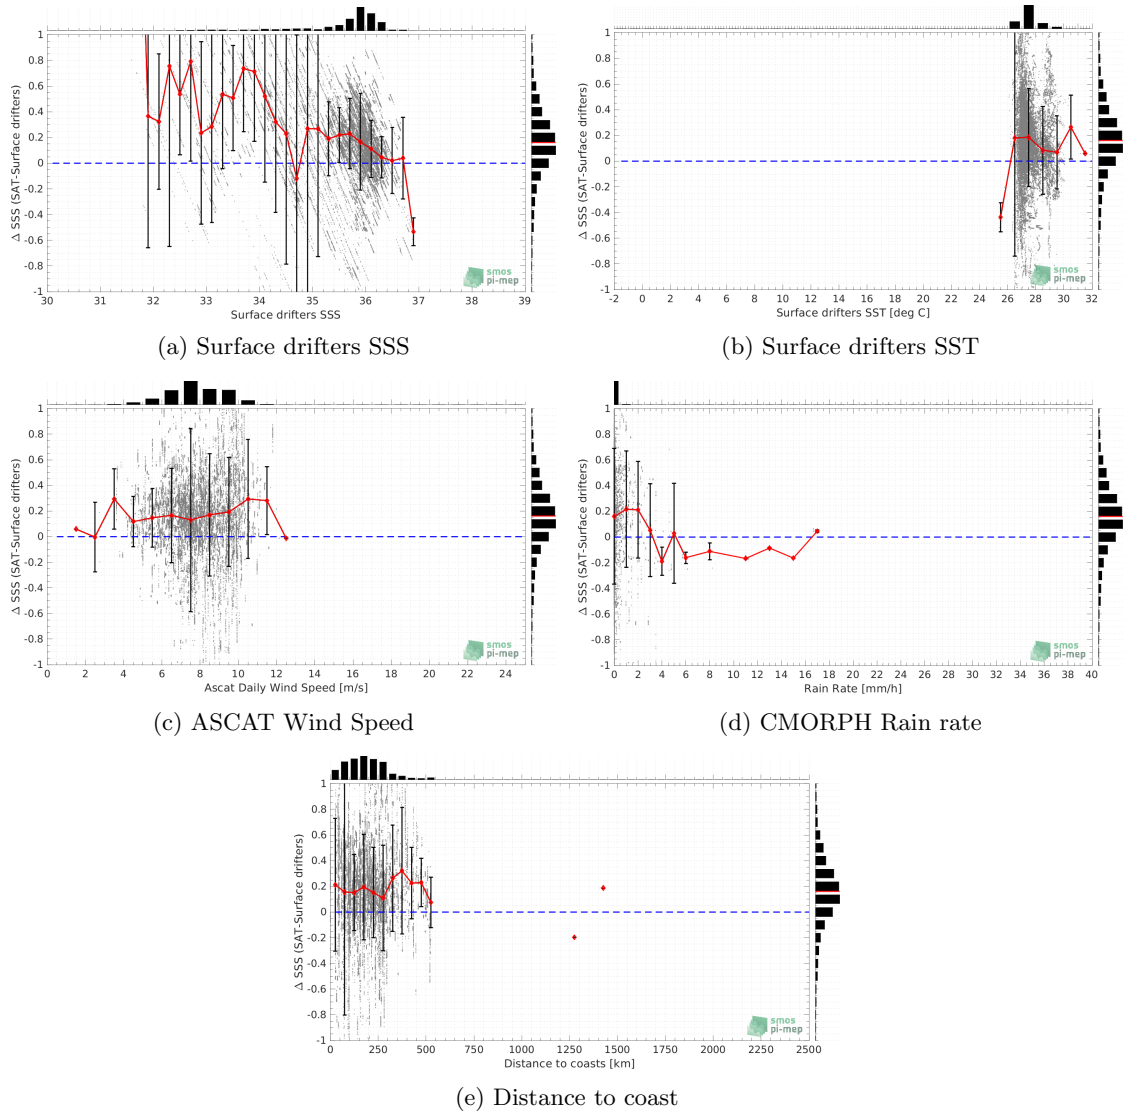 Δ SSS (SAT-Surface drifters)
1
0.8
0.6
0.4
0.2
0
-0.2
-0.4
-0.6
-0.8
-1
30 31 32 33 34 35 36 37 38 39
Surface drifters SSS
smos
pi-mep
(a) Surface drifters SSS
Δ SSS (SAT-Surface drifters)
1
0.8
0.6
0.4
0.2
0
-0.2
-0.4
-0.6
-0.8
-1
-2 0 2 4 6 8 10 12 14 16 18 20 22 24 26 28 30 32
Surface drifters SST [deg C]
smos
pi-mep
(b) Surface drifters SST
Δ SSS (SAT-Surface drifters)
1
0.8
0.6
0.4
0.2
0
-0.2
-0.4
-0.6
-0.8
-1
0 2 4 6 8 10 12 14 16 18 20 22 24
Ascat Daily Wind Speed [m/s]
smos
pi-mep
(c) ASCAT Wind Speed
Δ SSS (SAT-Surface drifters)
1
0.8
0.6
0.4
0.2
0
-0.2
-0.4
-0.6
-0.8
-1
0 2 4 6 8 10 12 14 16 18 20 22 24 26 28 30 32 34 36 38 40
Rain Rate [mm/h]
smos
pi-mep
(d) CMORPH Rain rate
Δ SSS (SAT-Surface drifters)
1
0.8
0.6
0.4
0.2
0
-0.2
-0.4
-0.6
-0.8
-1
0 250 500 750 1000 1250 1500 1750 2000 2250 2500
Distance to coasts [km]
smos
pi-mep
(e) Distance to coast